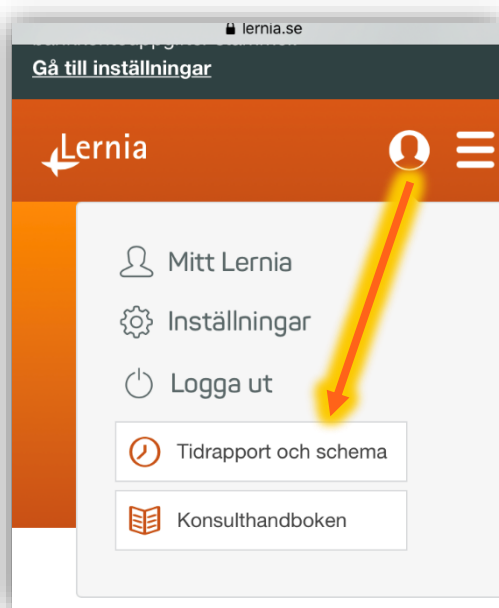 lernia.se
Gå till inställningar
Lernia
Mitt Lernia
Inställningar
Logga ut
Tidrapport och schema
Konsulthandboken